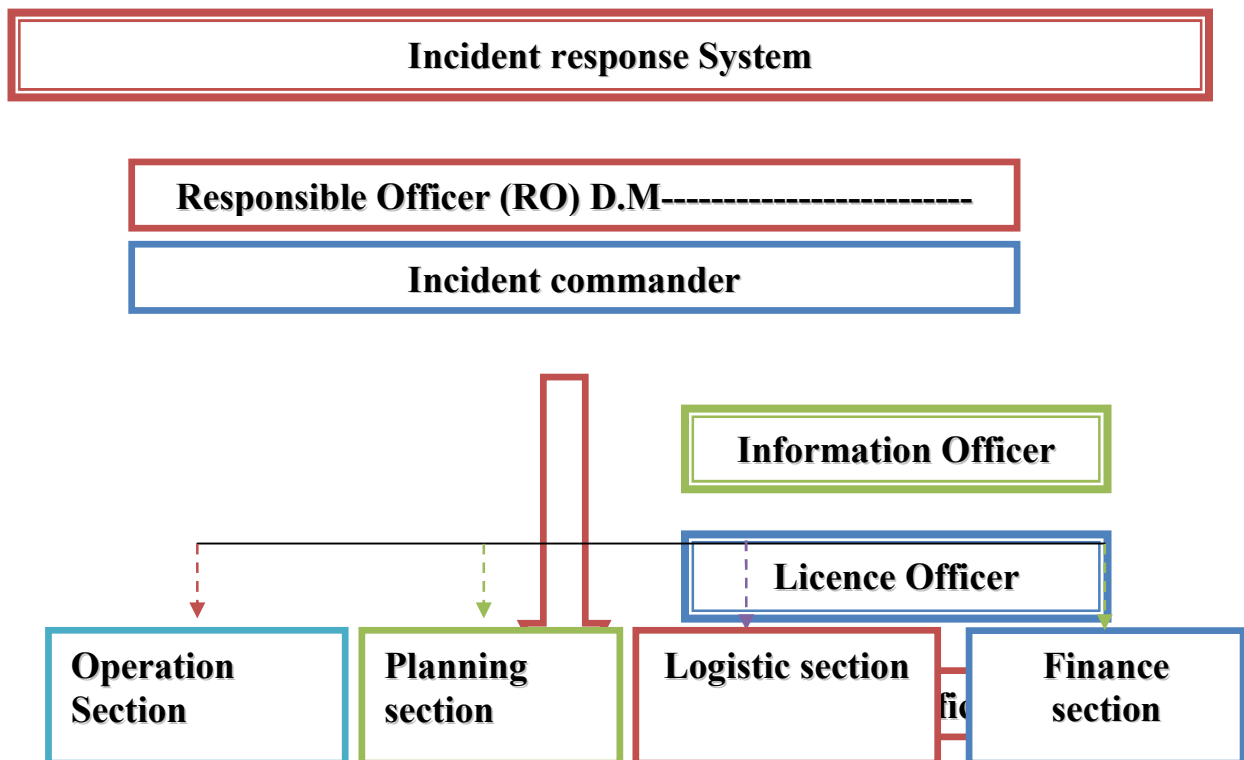 Incident response System
Responsible Officer (RO) D.M-------------------------
Incident commander
Information Officer
Licence Officer
Operation
Section
Planning
section
Logistic section
Finance
section